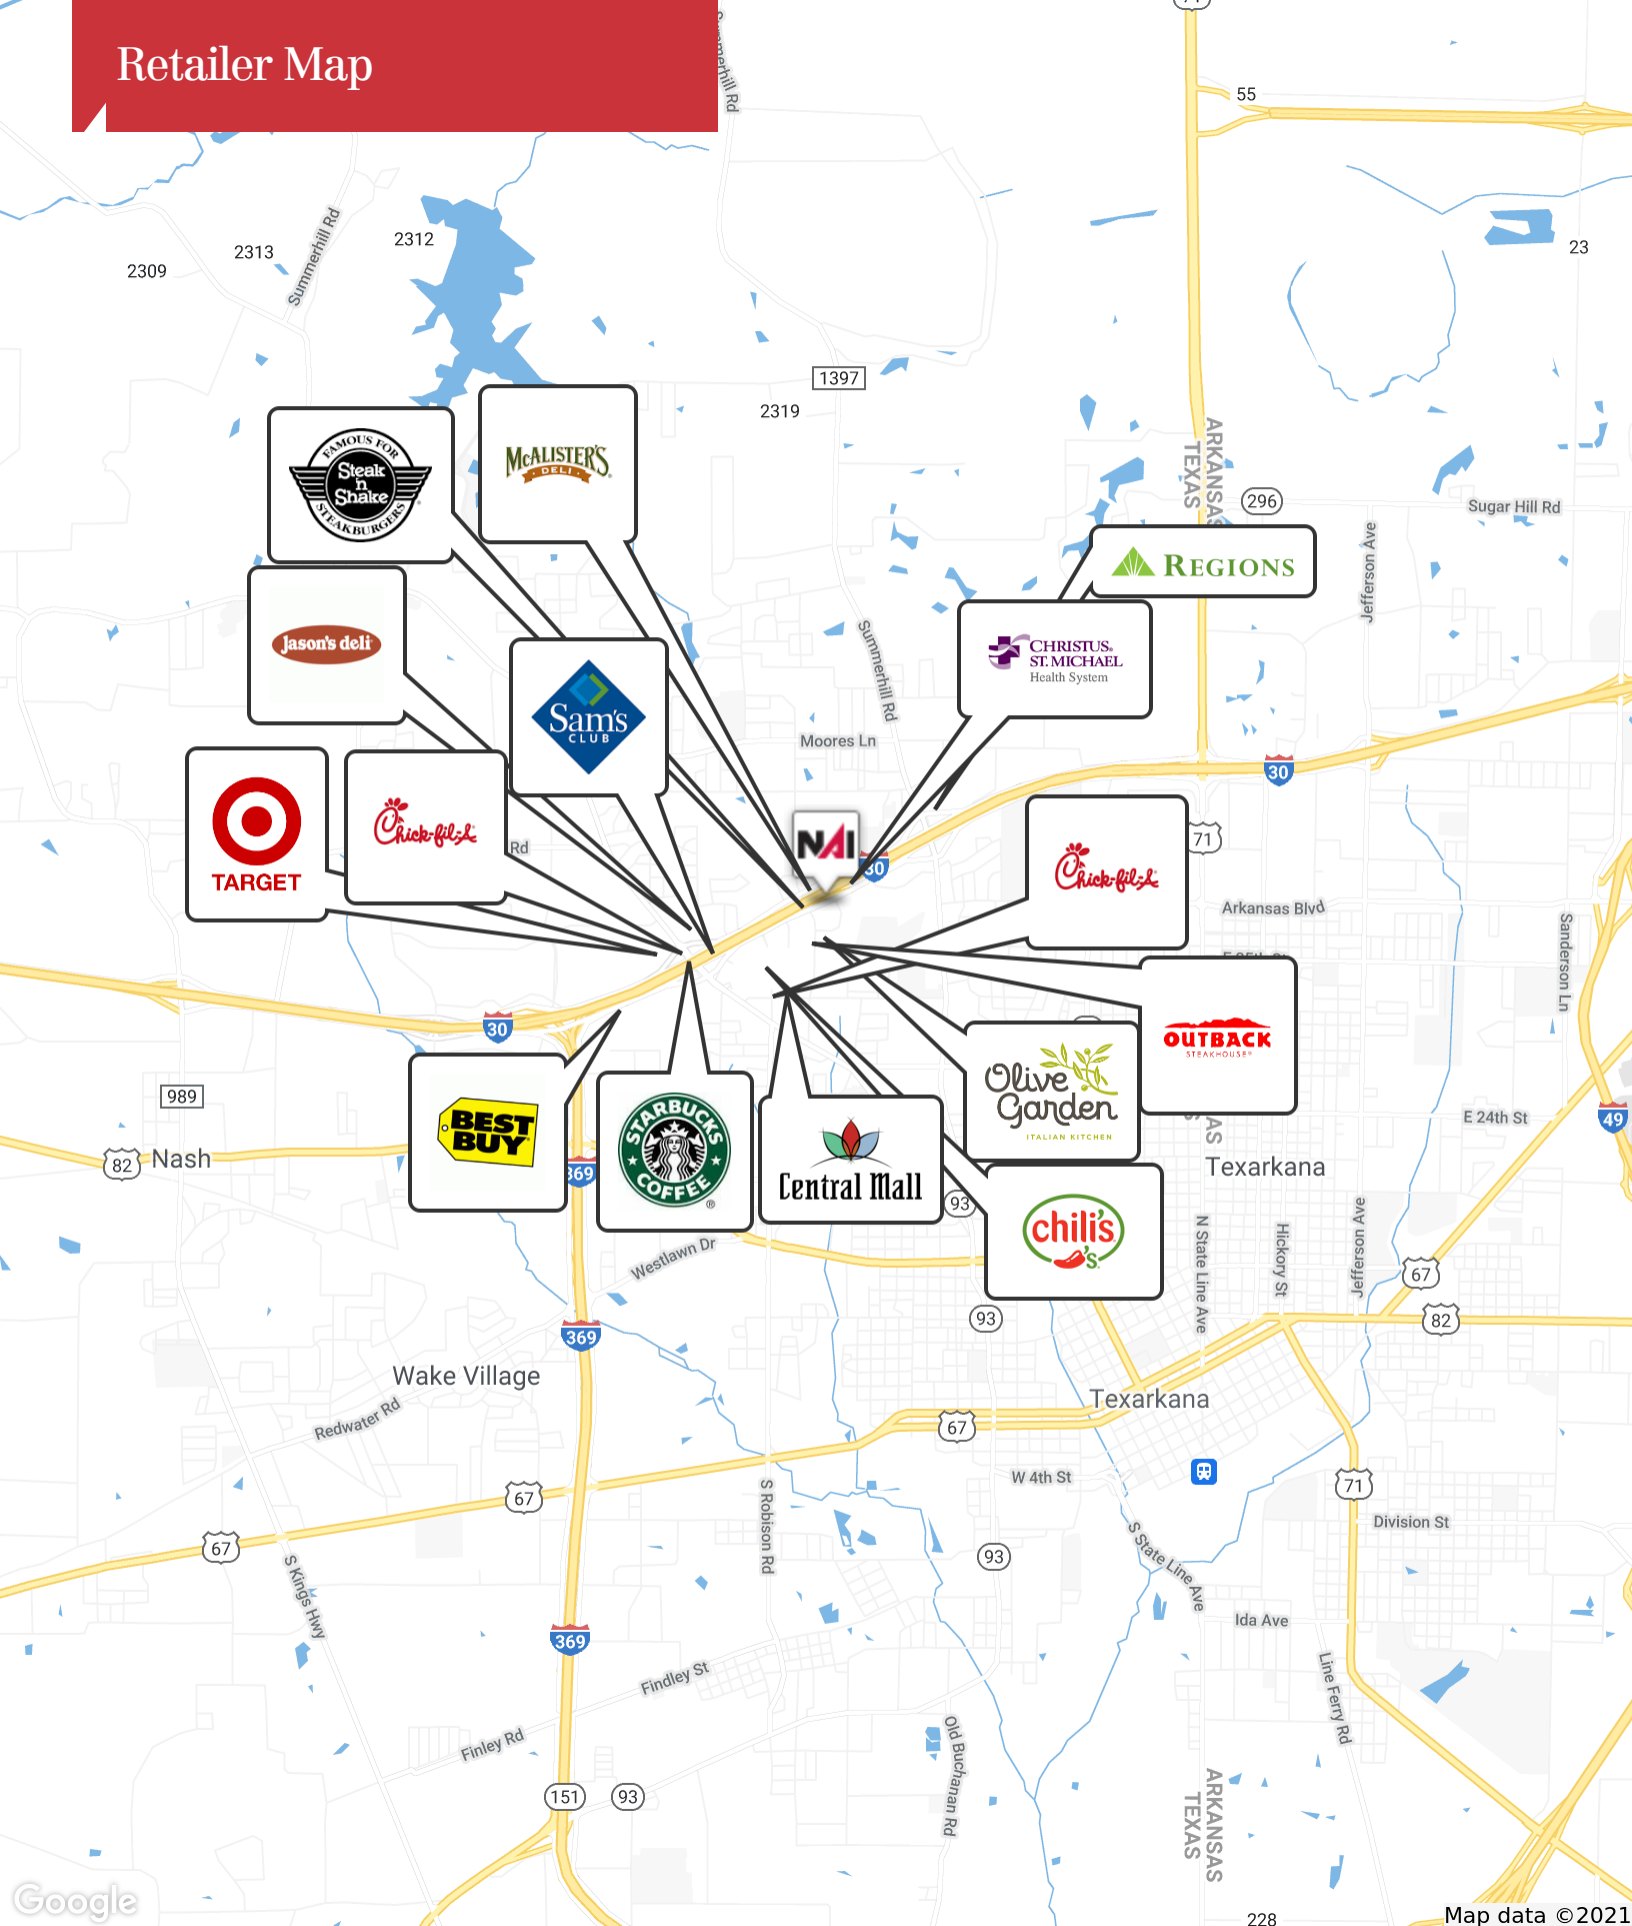 Retailer Map
Summerhill Rd
71
55
2312
2313
2309
Summerhill Rd
23
1397
2319
ARKANSAS
TEXAS
296
Sugar Hill Rd
Jefferson Ave
FAMOUS FOR
Steak
'n
Shake
STEAKBURGERS
McALISTER'S
DELI
REGIONS
Jason's deli
Sam's
CLUB
CHRISTUS
ST. MICHAEL
Health System
Summerhill Rd
Moores Ln
30
TARGET
Chick-fil-A
Rd
NAI
30
Chick-fil-A
71
Arkansas Blvd
Sanderson Ln
30
OUTBACK
STEAKHOUSE®
Olive
Garden
ITALIAN KITCHEN
989
BEST
BUY
STARBUCKS
COFFEE
®
Central Mall
49
E 24th St
82
Nash
369
AS
S
Texarkana
93
chili's
's
Westlawn Dr
N State Line Ave
Hickory St
Jefferson Ave
67
93
82
369
Wake Village
Texarkana
Redwater Rd
67
W 4th St
71
67
S Robison Rd
Division St
67
93
S State Line Ave
S Kings Hwy
Ida Ave
369
Findley St
Line Ferry Rd
Finley Rd
Old Buchanan Rd
151
93
ARKANSAS
TEXAS
Google
228
Map data ©2021